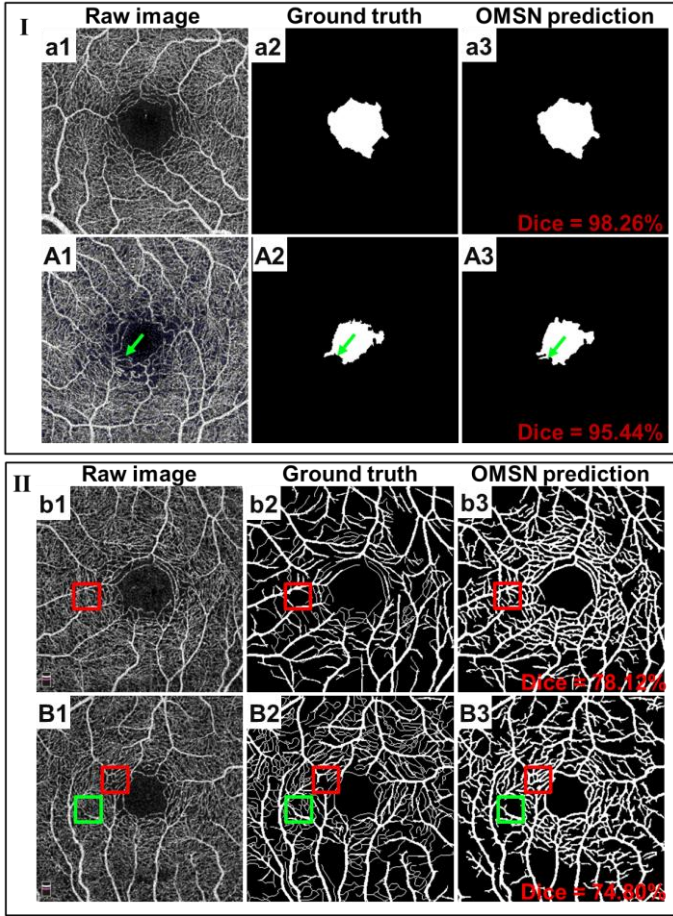 I
Raw image Ground truth OMSN prediction
a1 a2 a3
Dice = 98.26%
A1 A2 A3
Dice = 95.44%
II
Raw image Ground truth OMSN prediction
b1 b2 b3
Dice = 78.12%
B1 B2 B3
Dice = 74.80%